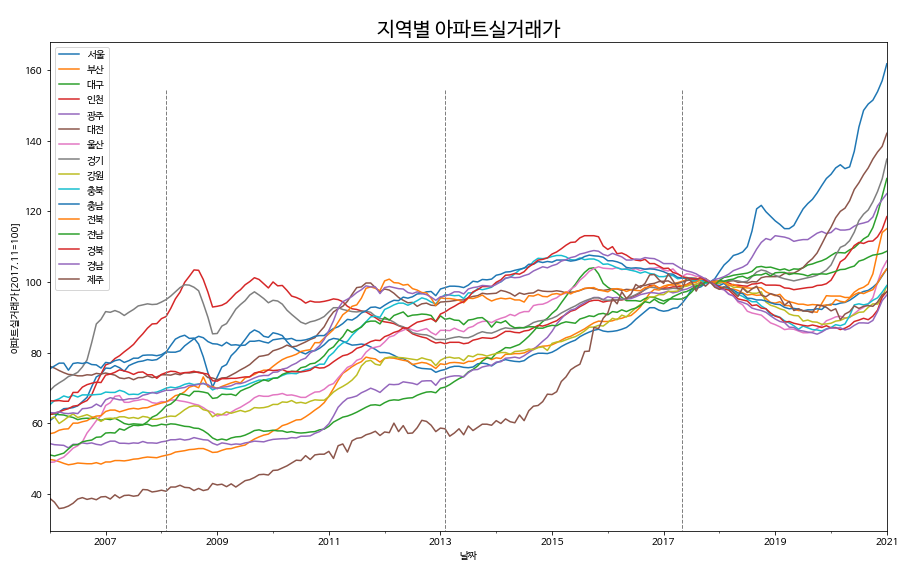 지역별 아파트실거래가
서울
부산
대구
인천
광주
대전
울산
경기
강원
충북
충남
전북
전남
경북
경남
제주
아파트실거래가[2017.11=100]
160
140
120
100
80
60
40
2007
2009
2011
2013
2015
2017
2019
2021
날짜